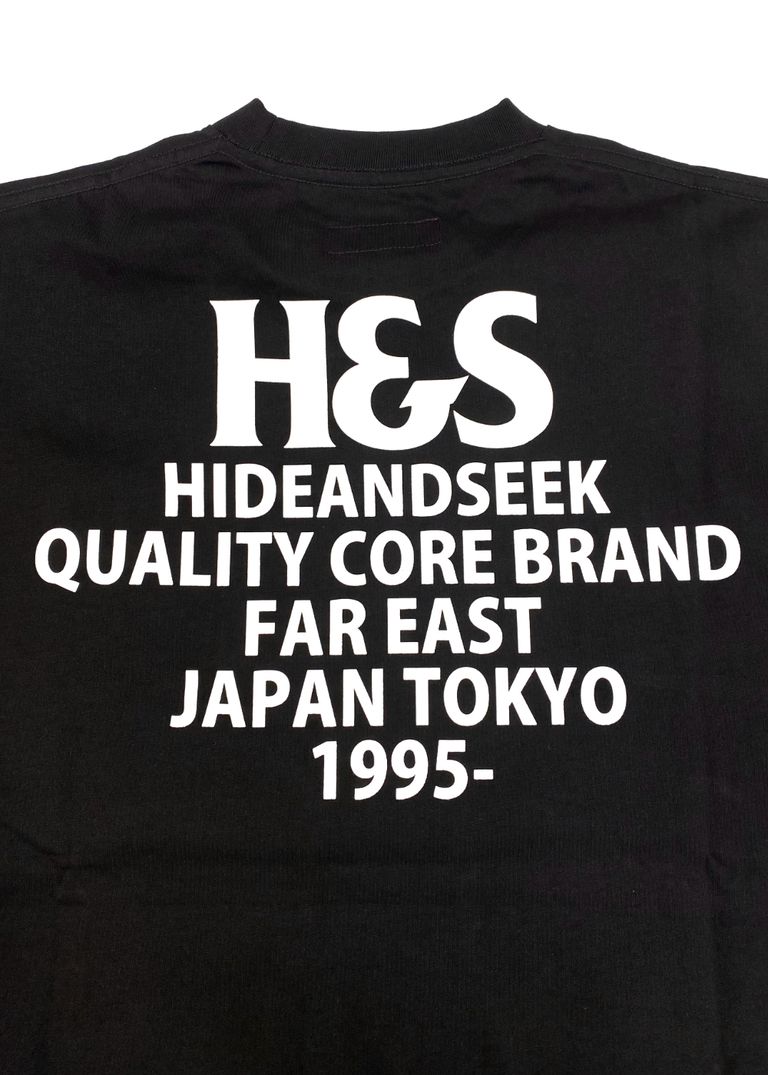 H&S
HIDEANDSEEK
QUALITY CORE BRAND
FAR EAST
JAPAN TOKYO
1995-